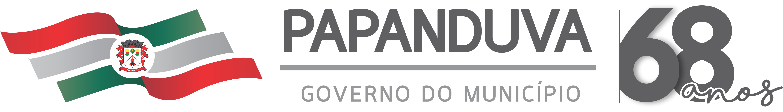 PAPANDUVA
GOVERNO DO MUNICÍPIO
68
anos